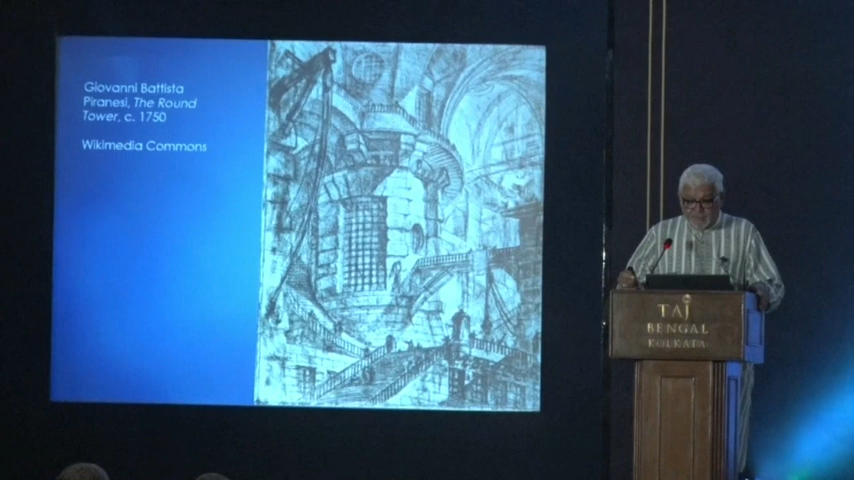 Giovanni Battista
Piranesi, The Round
Tower, c. 1750
Wikimedia Commons
TAJ
BENGAL
KOLKATA